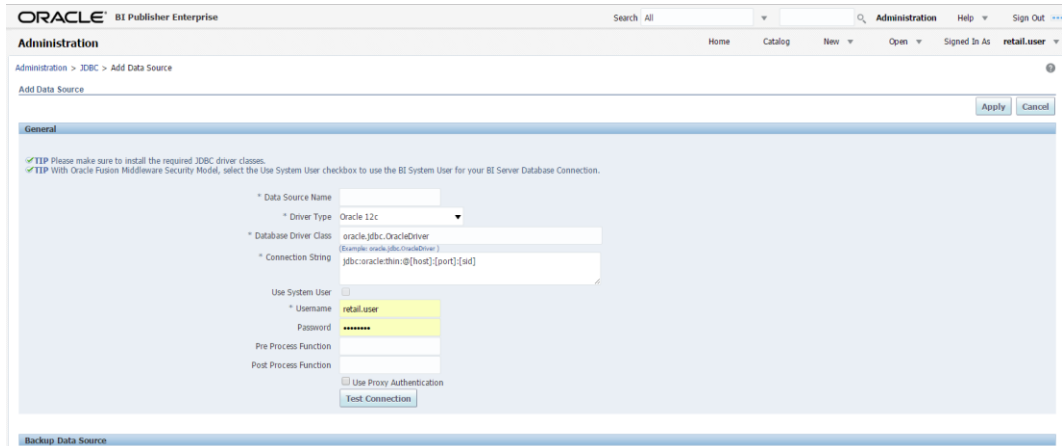 ORACLE BI Publisher Enterprise Search All Administration Help Sign Out
Administration Home Catalog New Open Signed In As retail.user
Administration > JDBC > Add Data Source
Add Data Source
Apply Cancel
General
TIP Please make sure to install the required JDBC driver classes.
TIP With Oracle Fusion Middleware Security Model, select the Use System User checkbox to use the BI System User for your BI Server Database Connection.
* Data Source Name
* Driver Type Oracle 12c
* Database Driver Class oracle.jdbc.OracleDriver
(Example: oracle.jdbc.OracleDriver )
* Connection String jdbc:oracle:thin:@[host]:[port]:[sid]
Use System User
* Username retail.user
Password ••••••••
Pre Process Function
Post Process Function
Use Proxy Authentication
Test Connection
Backup Data Source